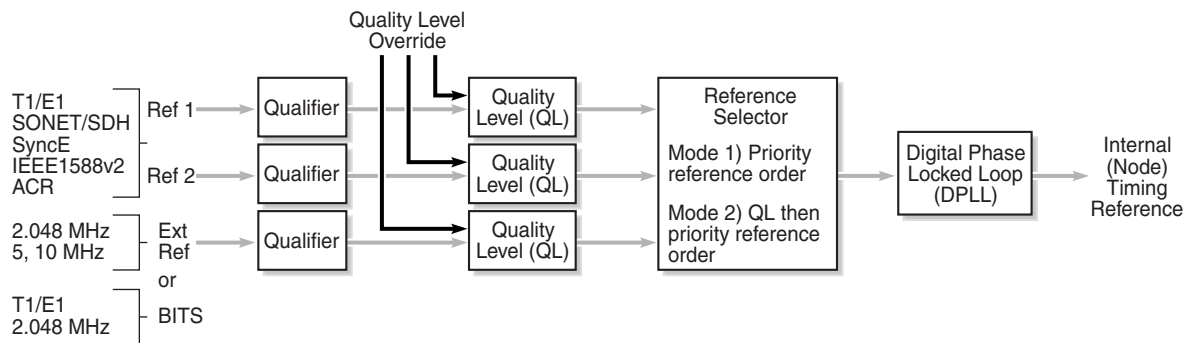 Quality Level
Override
T1/E1
SONET/SDH
SyncE
IEEE1588v2
ACR
Ref 1
Ref 2
Qualifier
Quality
Level (QL)
Qualifier
Quality
Level (QL)
2.048 MHz
5, 10 MHz
Ext
Ref
or
Qualifier
Quality
Level (QL)
T1/E1
2.048 MHz
BITS
Reference
Selector
Mode 1) Priority
reference order
Mode 2) QL then
priority reference
order
Digital Phase
Locked Loop
(DPLL)
Internal
(Node)
Timing
Reference